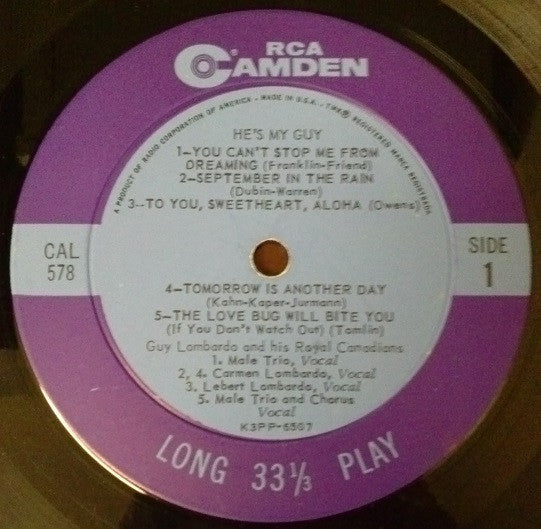 RCA
CAMDEN
A PRODUCT OF RADIO CORPORATION OF AMERICA - MADE IN U.S.A. - TMK(s)® REGISTERED MARCA REGISTRADA
HE'S MY GUY
1–YOU CAN'T STOP ME FROM
DREAMING (Franklin-Friend)
2–SEPTEMBER IN THE RAIN
(Dubin-Warren)
3–TO YOU, SWEETHEART, ALOHA (Owens)
CAL
578
SIDE
1
4–TOMORROW IS ANOTHER DAY
(Kahn-Kaper-Jurmann)
5–THE LOVE BUG WILL BITE YOU
(If You Don't Watch Out) (Tomlin)
Guy Lombardo and his Royal Canadians
1. Male Trio, Vocal
2, 4. Carmen Lombardo, Vocal
3. Lebert Lombardo, Vocal
5. Male Trio and Chorus
Vocal
K3PP-6507
LONG 33⅓ PLAY